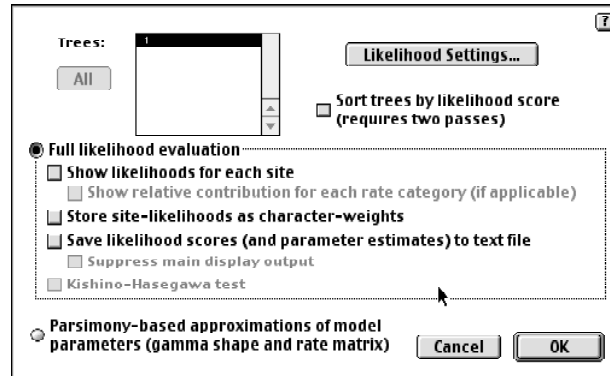 ?
Trees:
1
All
Likelihood Settings...
Sort trees by likelihood score
(requires two passes)
Full likelihood evaluation
Show likelihoods for each site
Show relative contribution for each rate category (if applicable)
Store site-likelihoods as character-weights
Save likelihood scores (and parameter estimates) to text file
Suppress main display output
Kishino-Hasegawa test
Parsimony-based approximations of model
parameters (gamma shape and rate matrix)
Cancel
OK